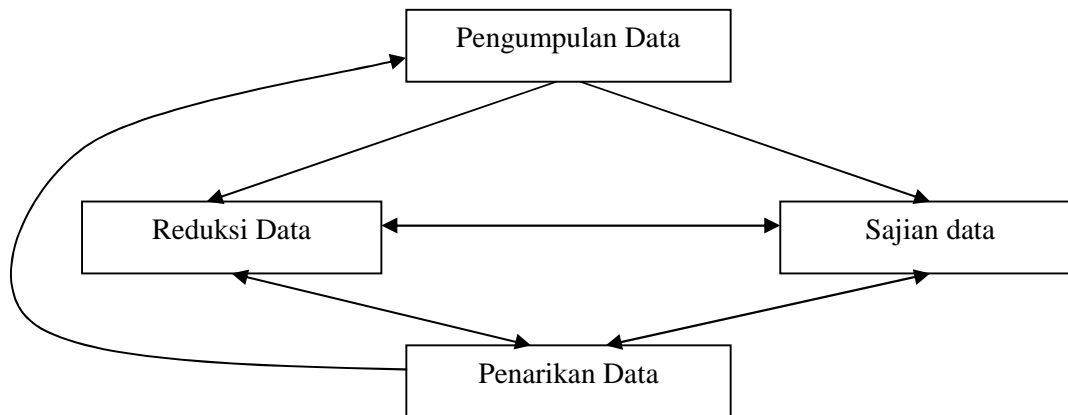 Pengumpulan Data
Reduksi Data
Sajian data
Penarikan Data